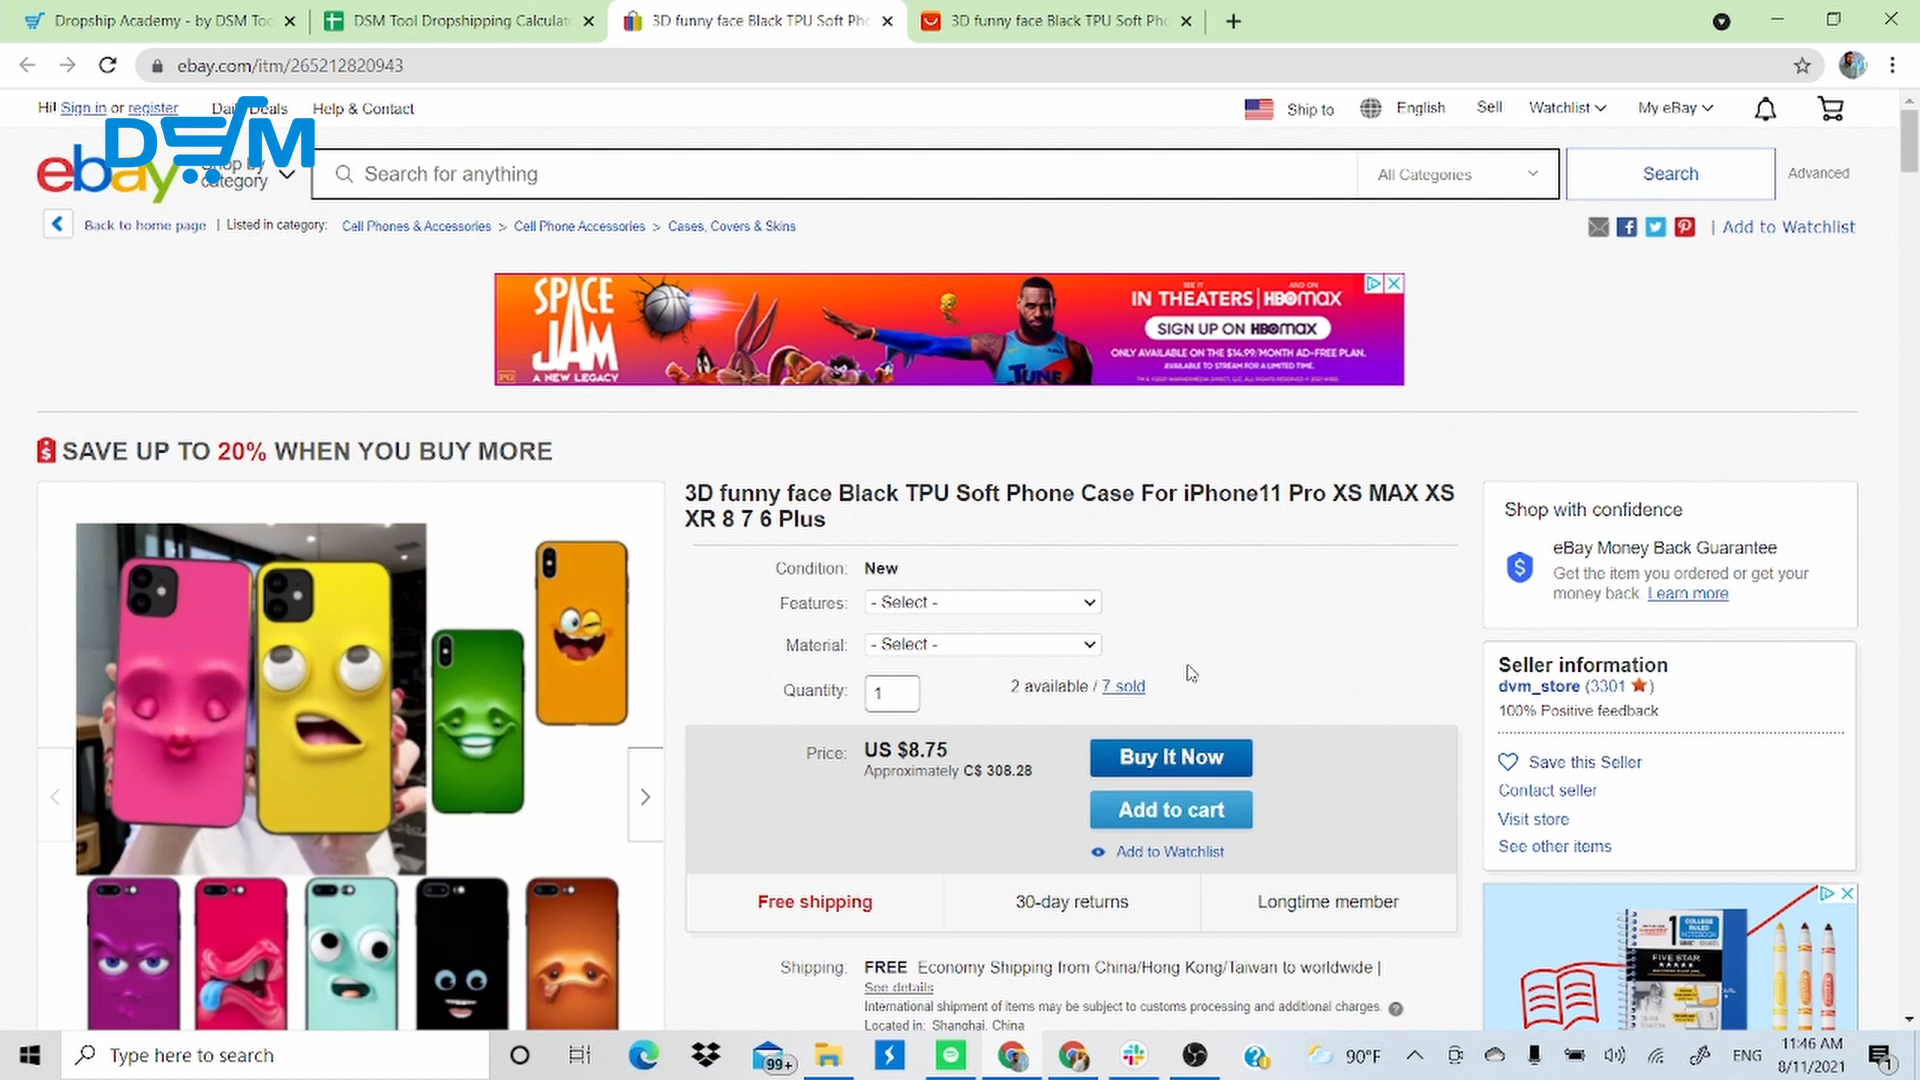 Dropship Academy - by DSM Too
DSM Tool Dropshipping Calculat
3D funny face Black TPU Soft Pho
3D funny face Black TPU Soft Pho
ebay.com/itm/265212820943
Hi! Sign in or register
Daily Deals
Help & Contact
Ship to
English
Sell
Watchlist
My eBay
DSM
ebay
Shop by category
Search for anything
All Categories
Search
Advanced
Back to home page | Listed in category: Cell Phones & Accessories > Cell Phone Accessories > Cases, Covers & Skins
| Add to Watchlist
SPACE JAM
A NEW LEGACY
PG
TUNE
SEE IT
AND ON
IN THEATERS | HBOMAX
SIGN UP ON HBOMAX
ONLY AVAILABLE ON THE $14.99/MONTH AD-FREE PLAN.
AVAILABLE TO STREAM FOR A LIMITED TIME.
SAVE UP TO 20% WHEN YOU BUY MORE
3D funny face Black TPU Soft Phone Case For iPhone11 Pro XS MAX XS
XR 8 7 6 Plus
Condition: New
Features: - Select -
Material: - Select -
Quantity: 1
2 available / 7 sold
Price: US $8.75
Approximately C$ 308.28
Buy It Now
Add to cart
Add to Watchlist
Free shipping
30-day returns
Longtime member
Shipping: FREE Economy Shipping from China/Hong Kong/Taiwan to worldwide |
See details
International shipment of items may be subject to customs processing and additional charges.
Located in: Shanghai, China
Shop with confidence
eBay Money Back Guarantee
Get the item you ordered or get your
money back. Learn more
Seller information
dvm_store (3301 )
100% Positive feedback
Save this Seller
Contact seller
Visit store
See other items
1
COLLEGE RULED NOTEBOOK
FIVE STAR
Type here to search
99+
90°F
ENG
11:46 AM
8/11/2021
1